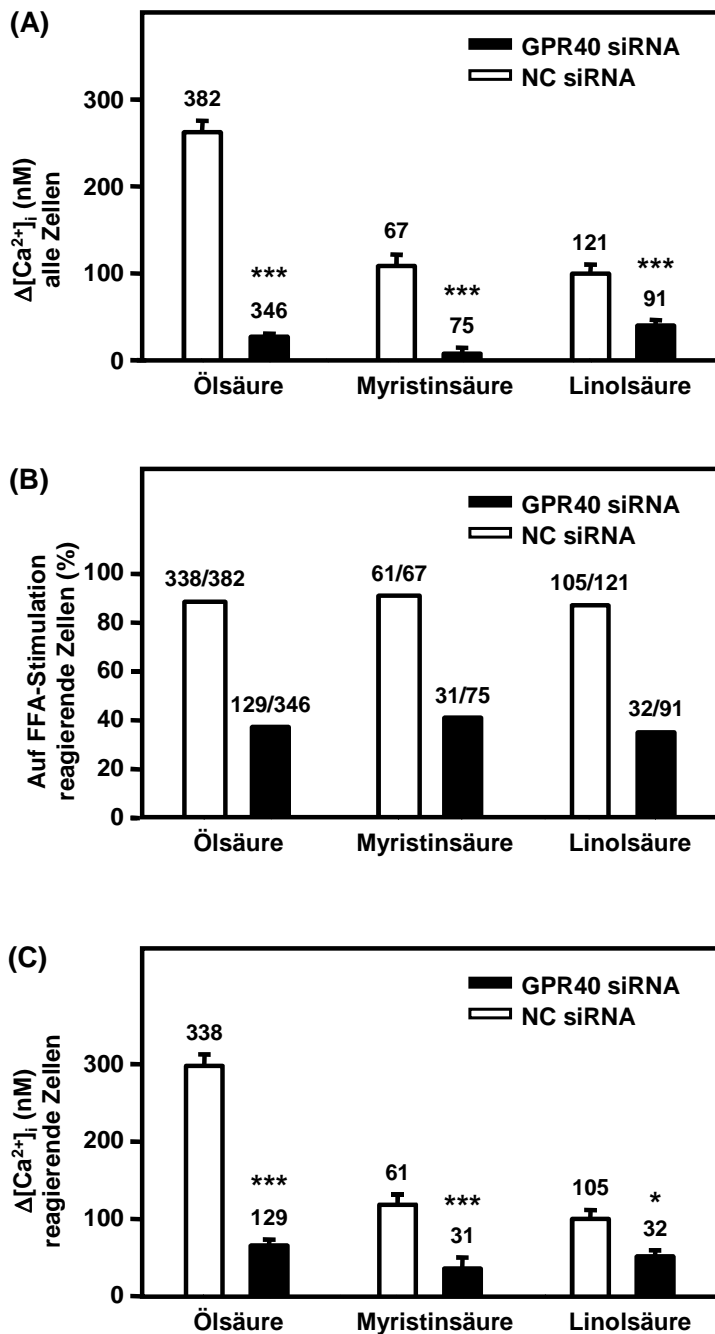 (A)
GPR40 siRNA
NC siRNA
Δ[Ca²⁺]ᵢ (nM)
alle Zellen
300
200
100
0
382
***
346
67
***
75
121
***
91
Ölsäure
Myristinsäure
Linolsäure
(B)
GPR40 siRNA
NC siRNA
Auf FFA-Stimulation
reagierende Zellen (%)
100
80
60
40
20
0
338/382
129/346
61/67
31/75
105/121
32/91
Ölsäure
Myristinsäure
Linolsäure
(C)
GPR40 siRNA
NC siRNA
Δ[Ca²⁺]ᵢ (nM)
reagierende Zellen
300
200
100
0
338
***
129
61
***
31
105
*
32
Ölsäure
Myristinsäure
Linolsäure